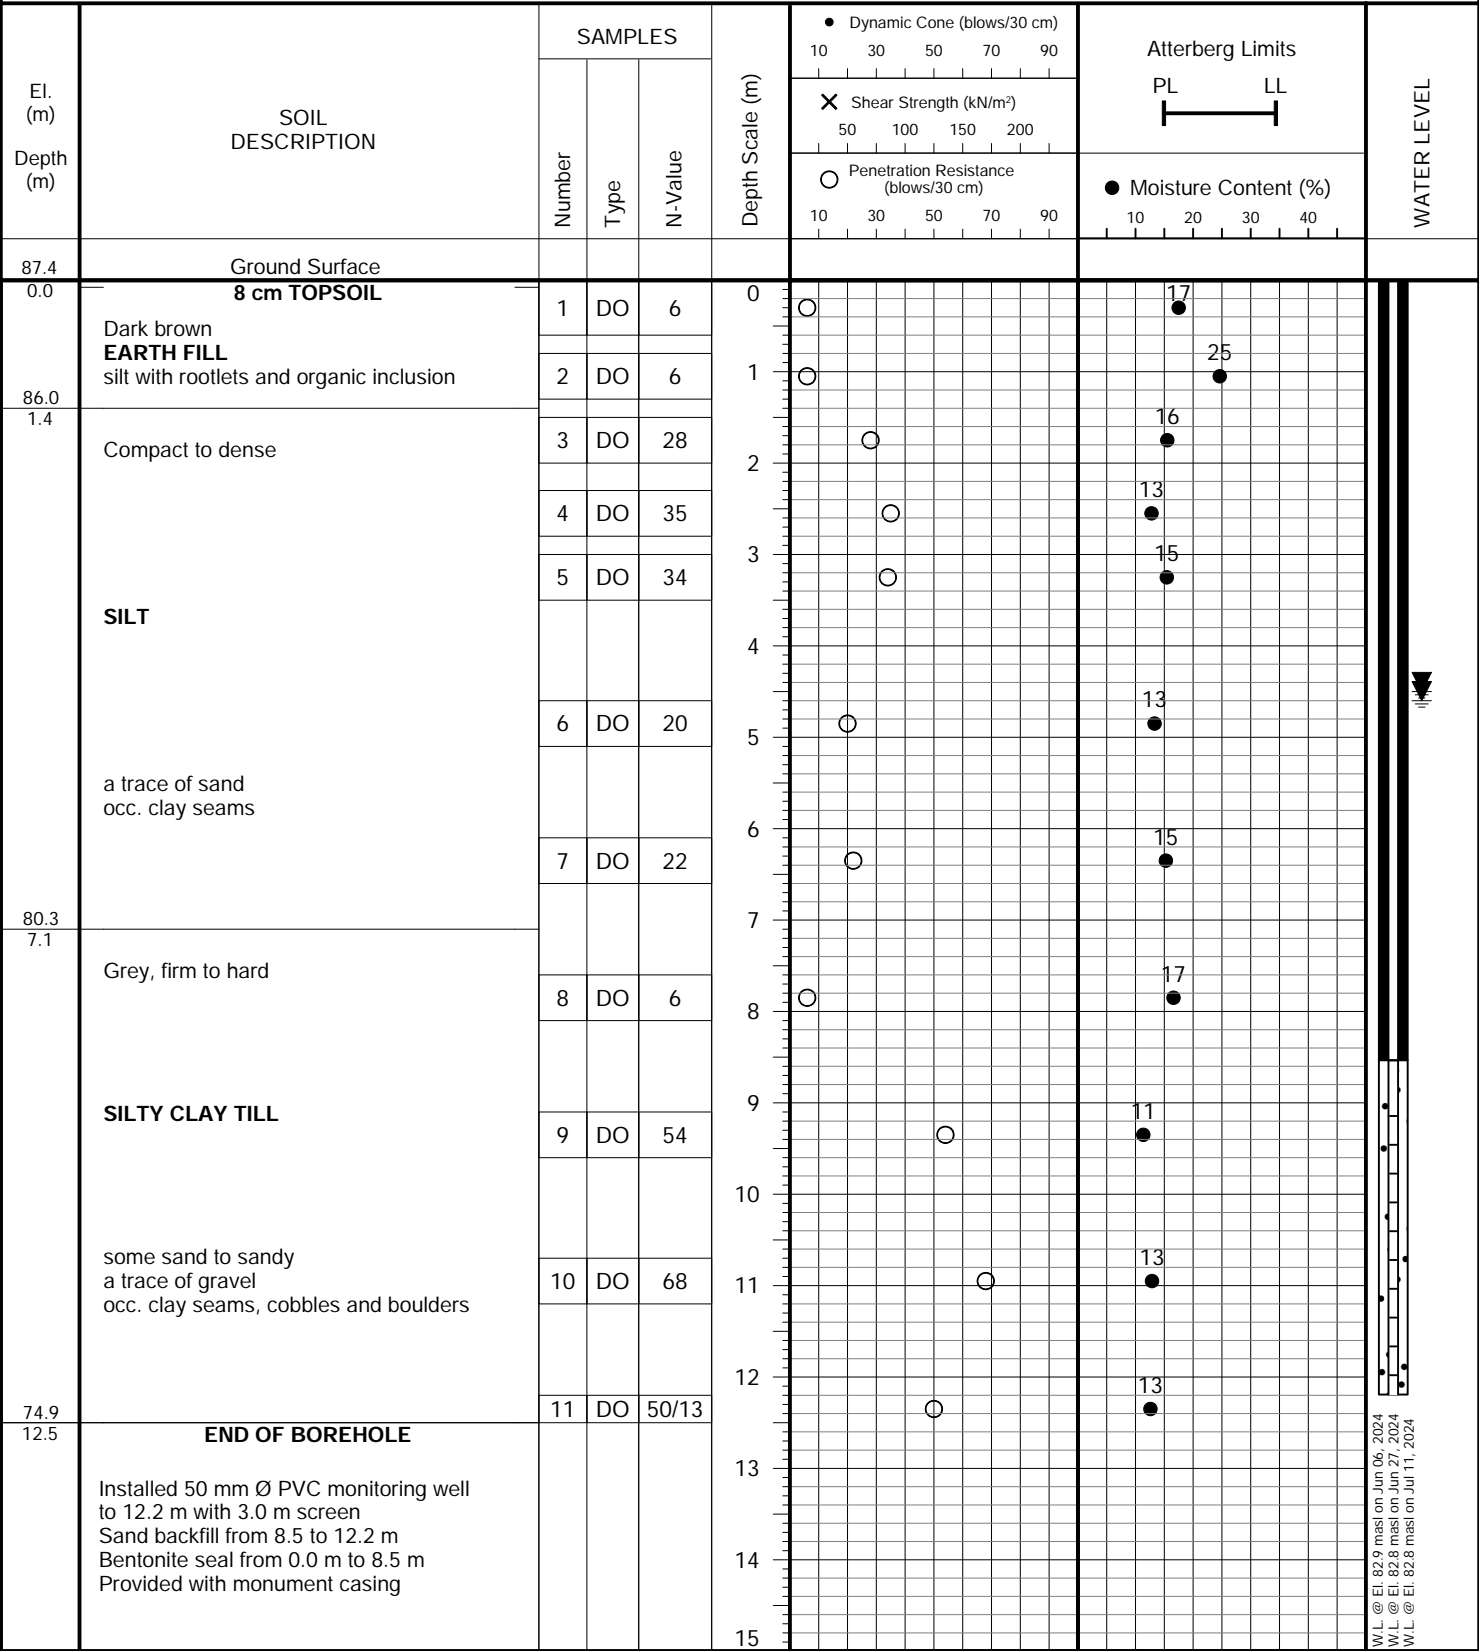 El.
(m)
Depth
(m)
SOIL
DESCRIPTION
SAMPLES
Number
Type
N-Value
Depth Scale (m)
Dynamic Cone (blows/30 cm)
10 30 50 70 90
Shear Strength (kN/m²)
50 100 150 200
Penetration Resistance
(blows/30 cm)
10 30 50 70 90
Atterberg Limits
PL LL
Moisture Content (%)
10 20 30 40
WATER LEVEL
87.4 Ground Surface
0.0 8 cm TOPSOIL 0
1 DO 6 17
Dark brown
EARTH FILL
25
silt with rootlets and organic inclusion 2 DO 6 1
86.0
1.4
16
3 DO 28
Compact to dense
2
13
4 DO 35
3 15
5 DO 34
SILT
4
13
6 DO 20
5
a trace of sand
occ. clay seams
6 15
7 DO 22
80.3 7
7.1
Grey, firm to hard
17
8 DO 6
8
9
SILTY CLAY TILL 11
9 DO 54
10
some sand to sandy 13
a trace of gravel
10 DO 68 11
occ. clay seams, cobbles and boulders
12
13
74.9 11 DO 50/13
12.5 END OF BOREHOLE
13
Installed 50 mm Ø PVC monitoring well
to 12.2 m with 3.0 m screen
Sand backfill from 8.5 to 12.2 m
Bentonite seal from 0.0 m to 8.5 m
14
Provided with monument casing
15
W.L. @ El. 82.9 masl on Jun 06, 2024
W.L. @ El. 82.8 masl on Jun 27, 2024
W.L. @ El. 82.8 masl on Jul 11, 2024